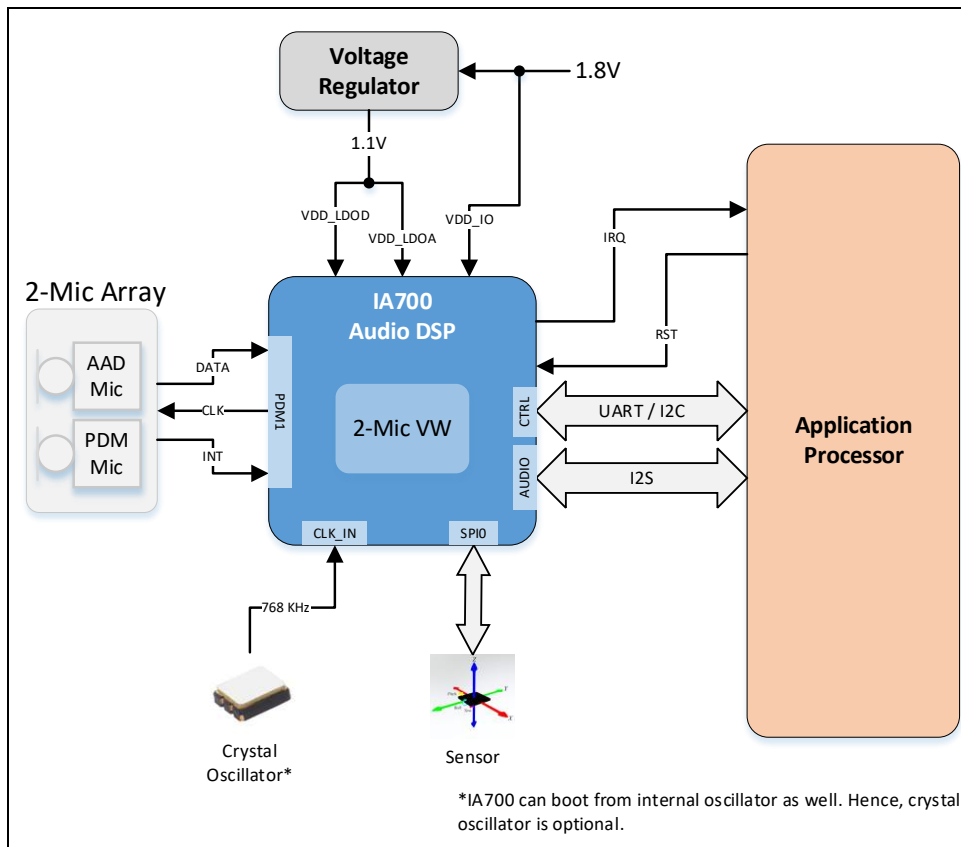 Voltage
Regulator
1.8V
1.1V
VDD_LDOD
VDD_LDOA
VDD_IO
IRQ
RST
2-Mic Array
AAD
Mic
PDM
Mic
DATA
CLK
INT
PDM1
IA700
Audio DSP
2-Mic VW
CTRL
AUDIO
UART / I2C
I2S
Application
Processor
CLK_IN
SPI0
768 KHz
Crystal
Oscillator*
Z
Y
X
Sensor
*IA700 can boot from internal oscillator as well. Hence, crystal
oscillator is optional.